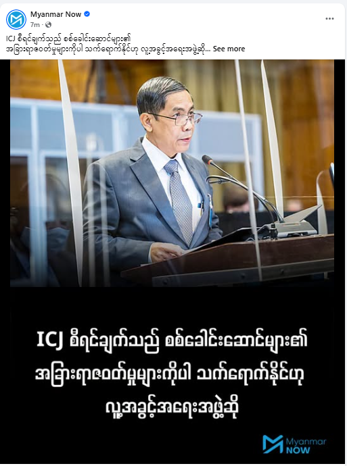 Myanmar Now
7m
ICJ စီရင်ချက်သည် စစ်ခေါင်းဆောင်များ၏
အခြားရာဇဝတ်မှုများကိုပါ သက်ရောက်နိုင်ဟု လူ့အခွင့်အရေးအဖွဲ့ဆို... See more
ICJ စီရင်ချက်သည် စစ်ခေါင်းဆောင်များ၏
အခြားရာဇဝတ်မှုများကိုပါ သက်ရောက်နိုင်ဟု
လူ့အခွင့်အရေးအဖွဲ့ဆို
Myanmar
NOW